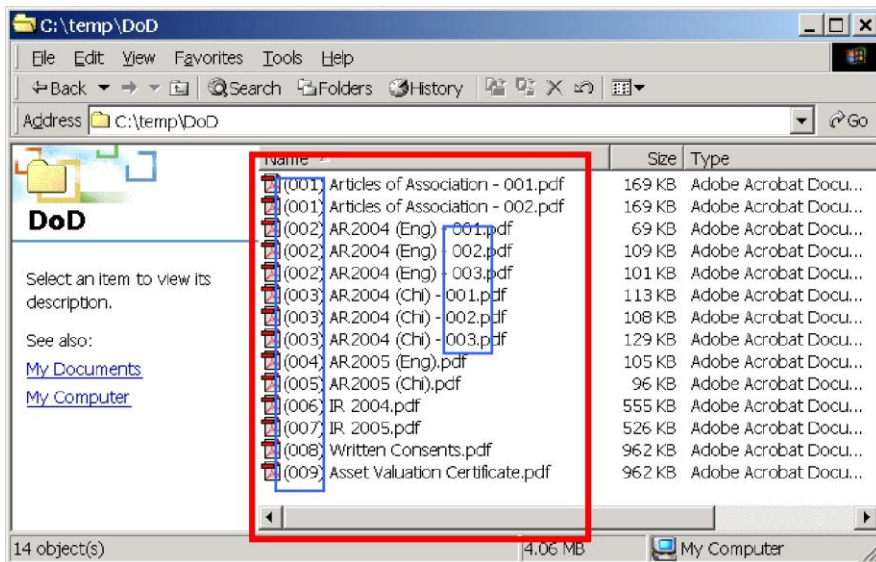 C:\temp\DoD
File Edit View Favorites Tools Help
Back Search Folders History
Address C:\temp\DoD Go
Name Size Type
DoD
Select an item to view its
description.
See also:
My Documents
My Computer
(001) Articles of Association - 001.pdf 169 KB Adobe Acrobat Docu...
(001) Articles of Association - 002.pdf 169 KB Adobe Acrobat Docu...
(002) AR2004 (Eng) - 001.pdf 69 KB Adobe Acrobat Docu...
(002) AR2004 (Eng) - 002.pdf 109 KB Adobe Acrobat Docu...
(002) AR2004 (Eng) - 003.pdf 101 KB Adobe Acrobat Docu...
(003) AR2004 (Chi) - 001.pdf 113 KB Adobe Acrobat Docu...
(003) AR2004 (Chi) - 002.pdf 108 KB Adobe Acrobat Docu...
(003) AR2004 (Chi) - 003.pdf 129 KB Adobe Acrobat Docu...
(004) AR2005 (Eng).pdf 105 KB Adobe Acrobat Docu...
(005) AR2005 (Chi).pdf 96 KB Adobe Acrobat Docu...
(006) IR 2004.pdf 555 KB Adobe Acrobat Docu...
(007) IR 2005.pdf 526 KB Adobe Acrobat Docu...
(008) Written Consents.pdf 962 KB Adobe Acrobat Docu...
(009) Asset Valuation Certificate.pdf 962 KB Adobe Acrobat Docu...
14 object(s) 4.06 MB My Computer